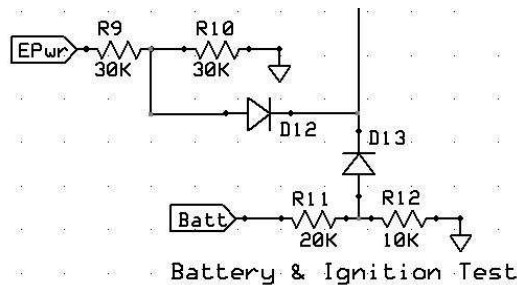 R9 R10
EPwr
30K 30K
D12 D13
R11 R12
Batt
20K 10K
Battery & Ignition Test